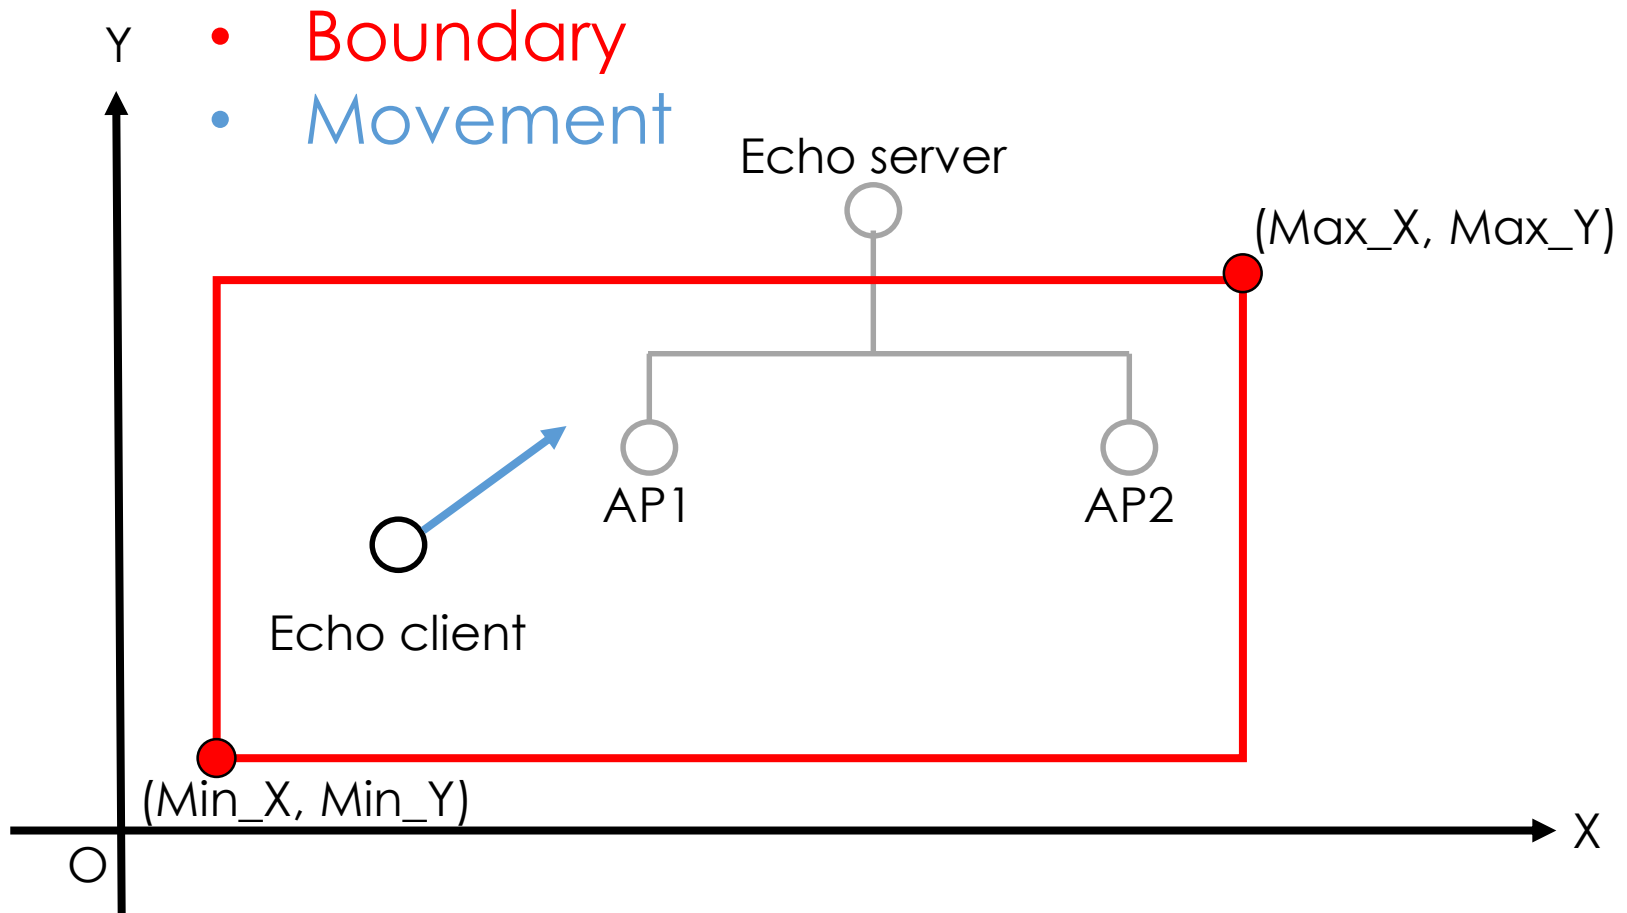 Y
Boundary
Movement
Echo server
(Max_X, Max_Y)
AP1
AP2
Echo client
(Min_X, Min_Y)
X
O